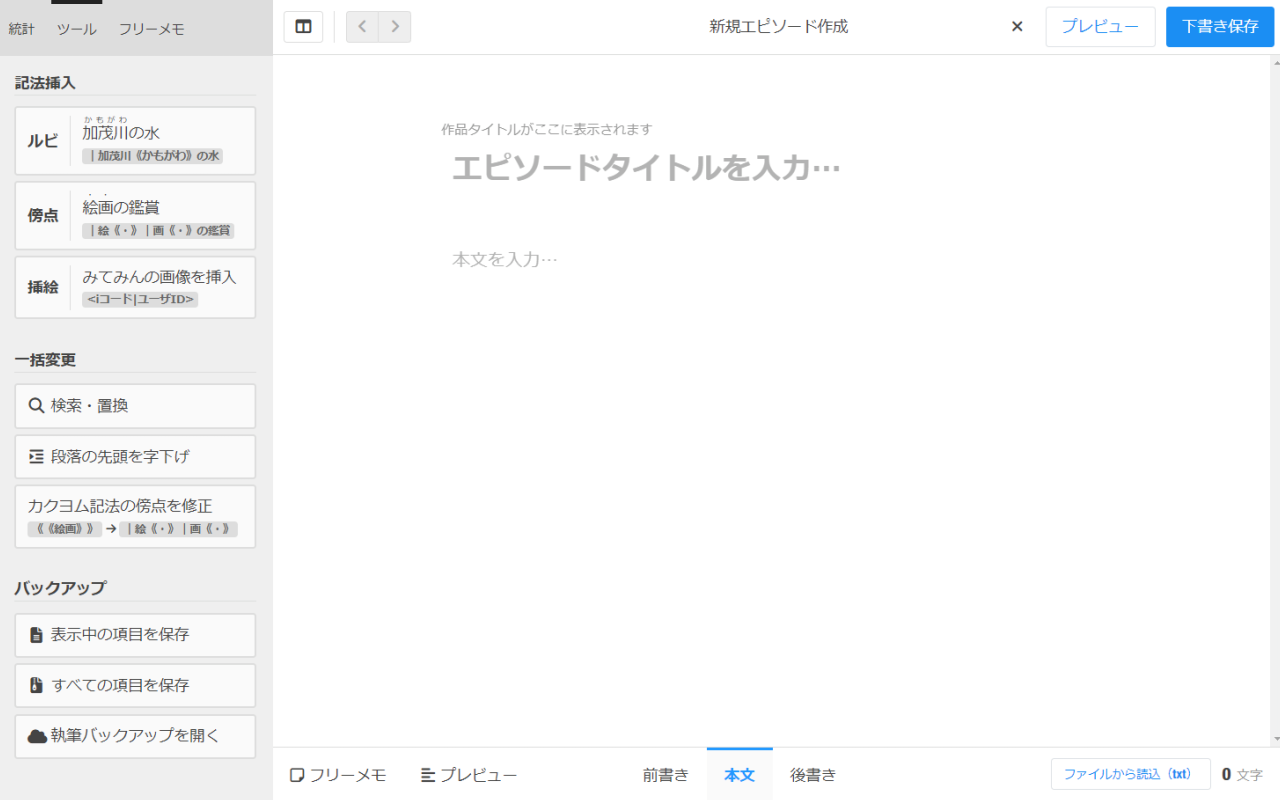 統計 ツール フリーメモ
新規エピソード作成 × プレビュー 下書き保存
記法挿入
ルビ
かもがわ
加茂川の水
｜加茂川《かもがわ》の水
傍点
・・
絵画の鑑賞
｜絵《・》｜画《・》の鑑賞
挿絵
みてみんの画像を挿入
<iコード|ユーザID>
一括変更
検索・置換
段落の先頭を字下げ
カクヨム記法の傍点を修正
《《絵画》》→｜絵《・》｜画《・》
バックアップ
表示中の項目を保存
すべての項目を保存
執筆バックアップを開く
作品タイトルがここに表示されます
エピソードタイトルを入力…
本文を入力…
フリーメモ プレビュー 前書き 本文 後書き ファイルから読込（txt） 0 文字